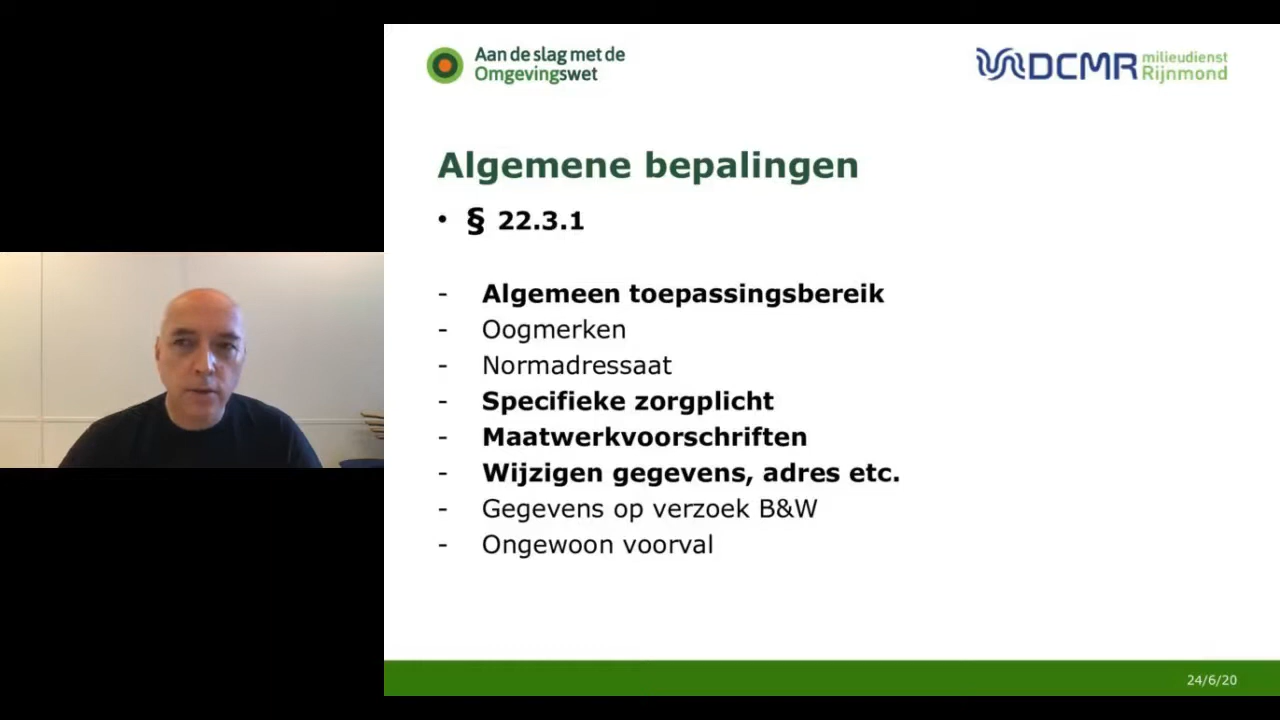 Aan de slag met de
Omgevingswet
DCMR milieudienst
Rijnmond
Algemene bepalingen
• § 22.3.1
- Algemeen toepassingsbereik
- Oogmerken
- Normadressaat
- Specifieke zorgplicht
- Maatwerkvoorschriften
- Wijzigen gegevens, adres etc.
- Gegevens op verzoek B&W
- Ongewoon voorval
24/6/20